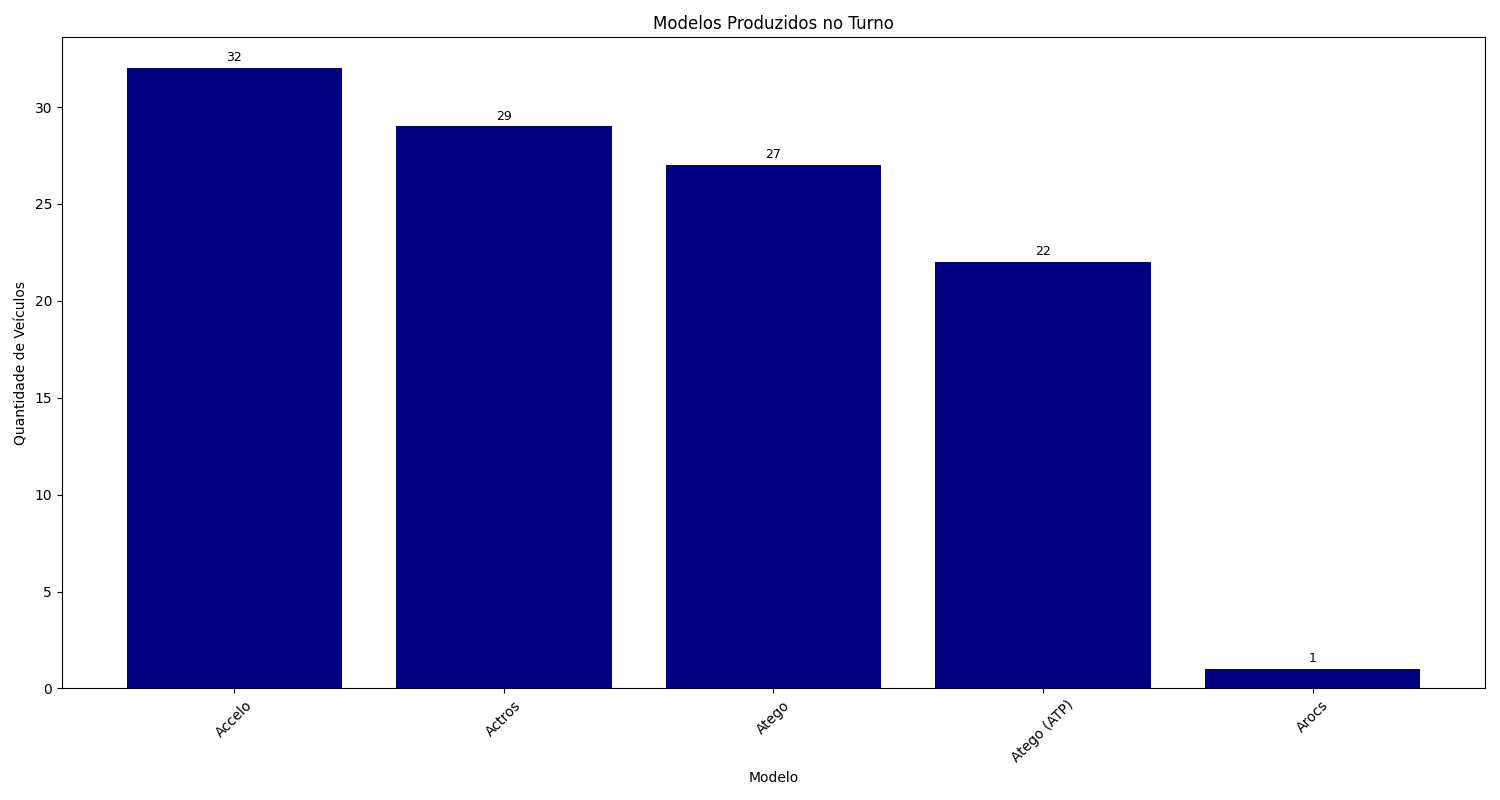 Modelos Produzidos no Turno
32
29
27
22
1
30
25
20
15
10
5
0
Quantidade de Veículos
Accelo
Actros
Atego
Atego (ATP)
Arocs
Modelo